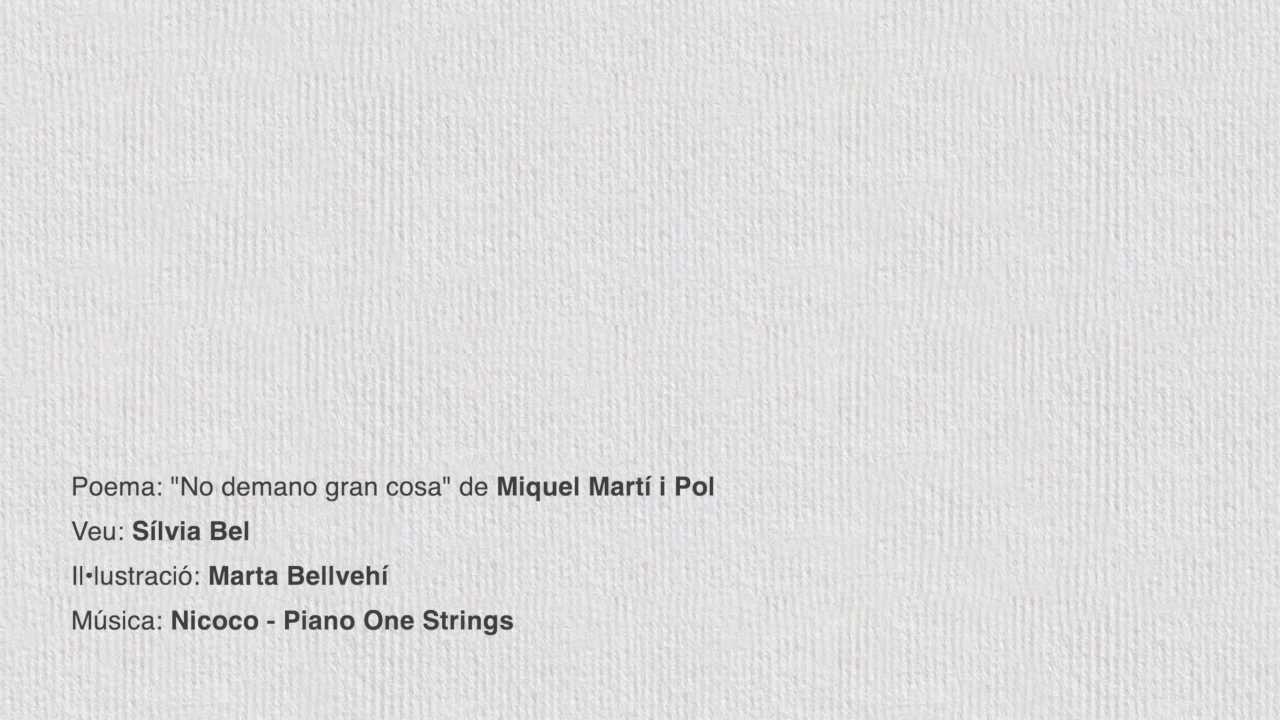 Poema: "No demano gran cosa" de Miquel Martí i Pol
Veu: Sílvia Bel
Il•lustració: Marta Bellvehí
Música: Nicoco - Piano One Strings